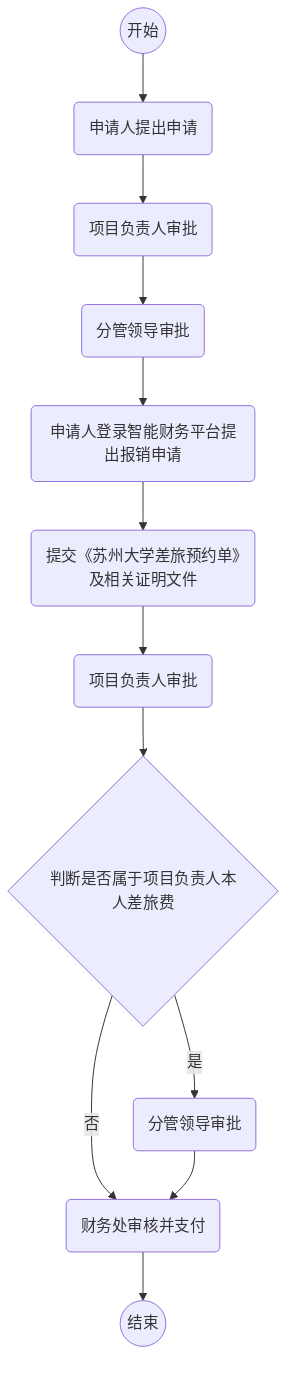 开始
申请人提出申请
项目负责人审批
分管领导审批
申请人登录智能财务平台提
出报销申请
提交《苏州大学差旅预约单》
及相关证明文件
项目负责人审批
判断是否属于项目负责人本
人差旅费
是
否
分管领导审批
财务处审核并支付
结束